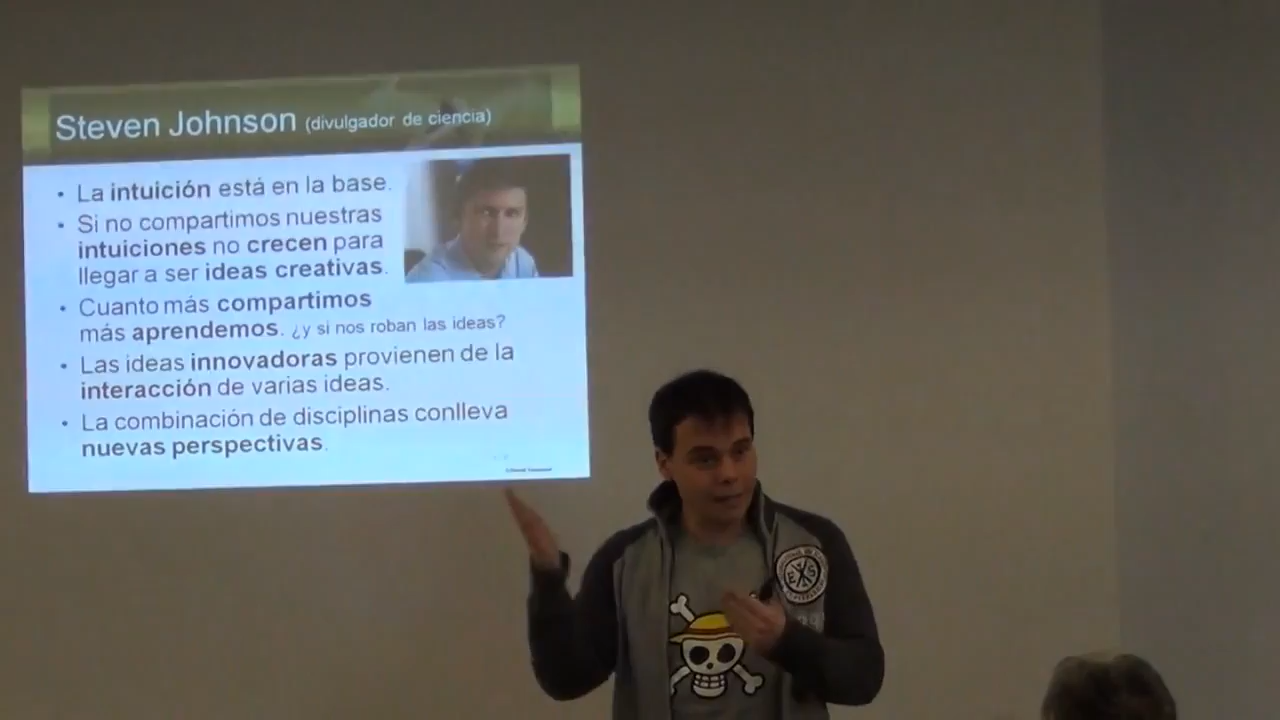 Steven Johnson (divulgador de ciencia)
• La intuición está en la base.
• Si no compartimos nuestras
intuiciones no crecen para
llegar a ser ideas creativas.
• Cuanto más compartimos
más aprendemos. ¿y si nos roban las ideas?
• Las ideas innovadoras provienen de la
interacción de varias ideas.
• La combinación de disciplinas conlleva
nuevas perspectivas.